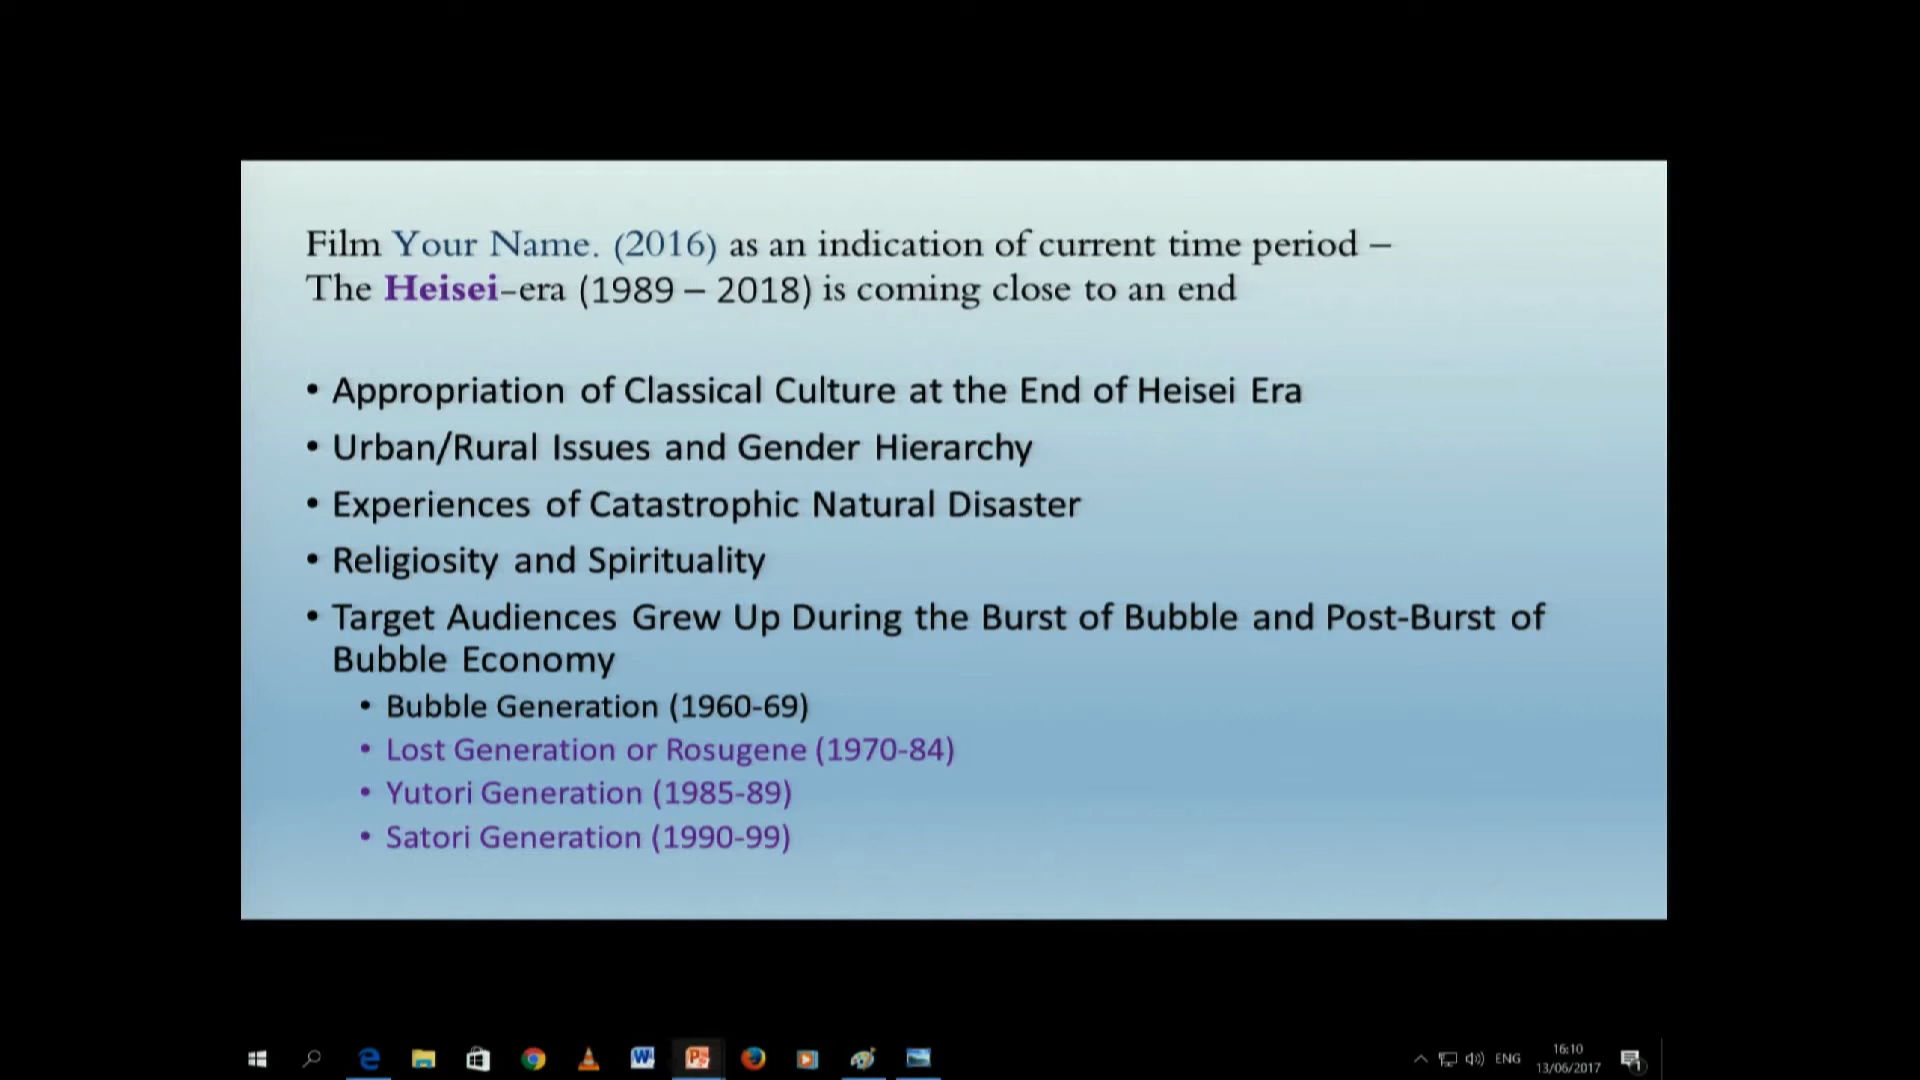 Film Your Name. (2016) as an indication of current time period –
The Heisei-era (1989 – 2018) is coming close to an end
• Appropriation of Classical Culture at the End of Heisei Era
• Urban/Rural Issues and Gender Hierarchy
• Experiences of Catastrophic Natural Disaster
• Religiosity and Spirituality
• Target Audiences Grew Up During the Burst of Bubble and Post-Burst of
Bubble Economy
• Bubble Generation (1960-69)
• Lost Generation or Rosugene (1970-84)
• Yutori Generation (1985-89)
• Satori Generation (1990-99)
ENG
16:10
13/06/2017